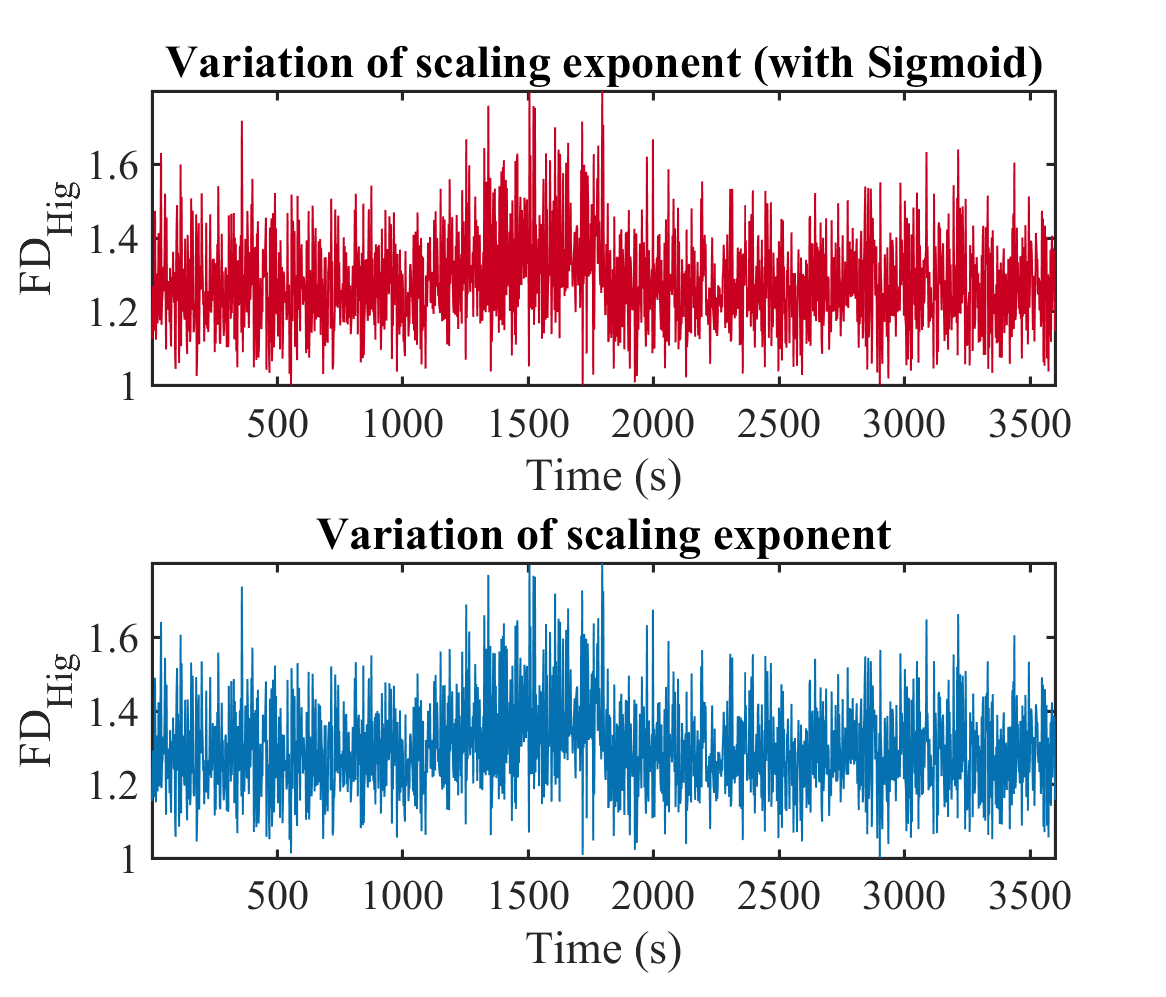 Variation of scaling exponent (with Sigmoid)
FD_Hig
1.6
1.4
1.2
1
500 1000 1500 2000 2500 3000 3500
Time (s)
Variation of scaling exponent
FD_Hig
1.6
1.4
1.2
1
500 1000 1500 2000 2500 3000 3500
Time (s)